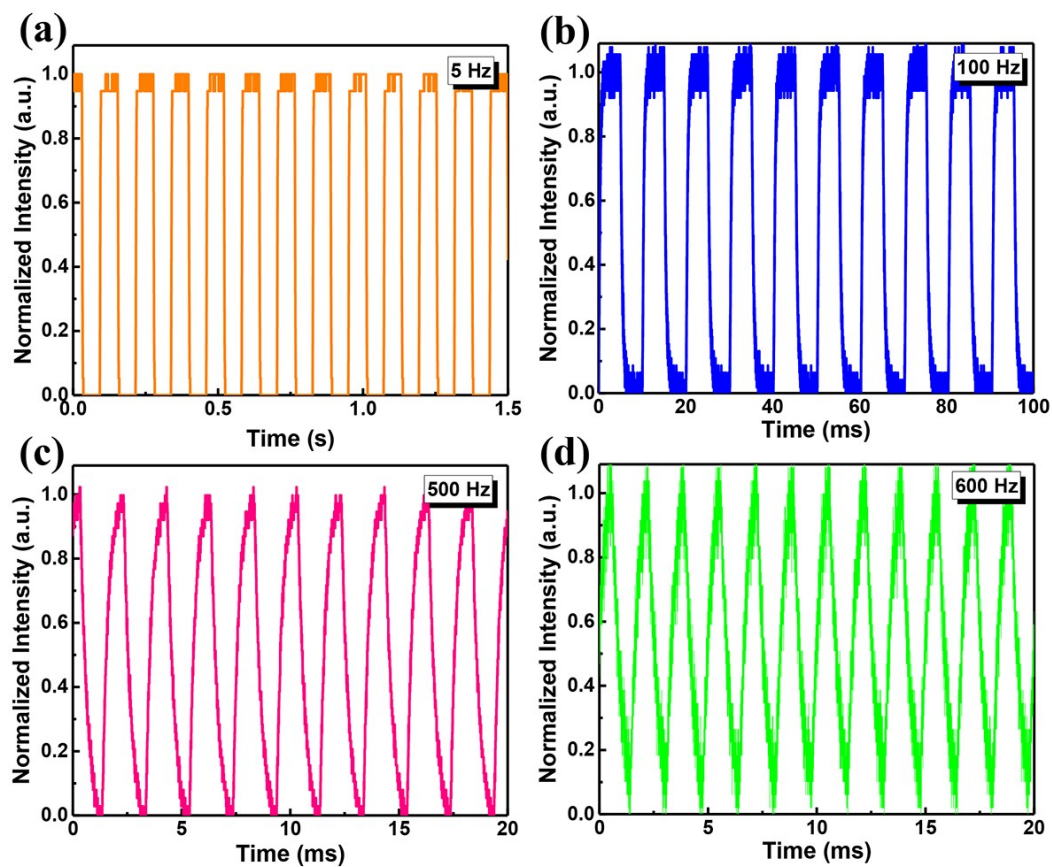 (a)
5 Hz
1.0
0.8
0.6
0.4
0.2
0.0
Normalized Intensity (a.u.)
0.0 0.5 1.0 1.5
Time (s)
(b)
100 Hz
1.0
0.8
0.6
0.4
0.2
0.0
Normalized Intensity (a.u.)
0 20 40 60 80 100
Time (ms)
(c)
500 Hz
1.0
0.8
0.6
0.4
0.2
0.0
Normalized Intensity (a.u.)
0 5 10 15 20
Time (ms)
(d)
600 Hz
1.0
0.8
0.6
0.4
0.2
0.0
Normalized Intensity (a.u.)
0 5 10 15 20
Time (ms)